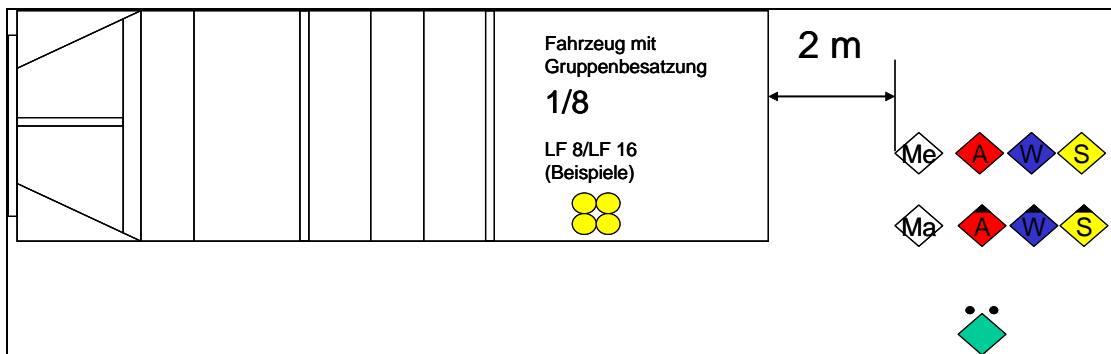 Fahrzeug mit
Gruppenbesatzung
1/8
LF 8/LF 16
(Beispiele)
2 m
Me A W S
Ma A W S